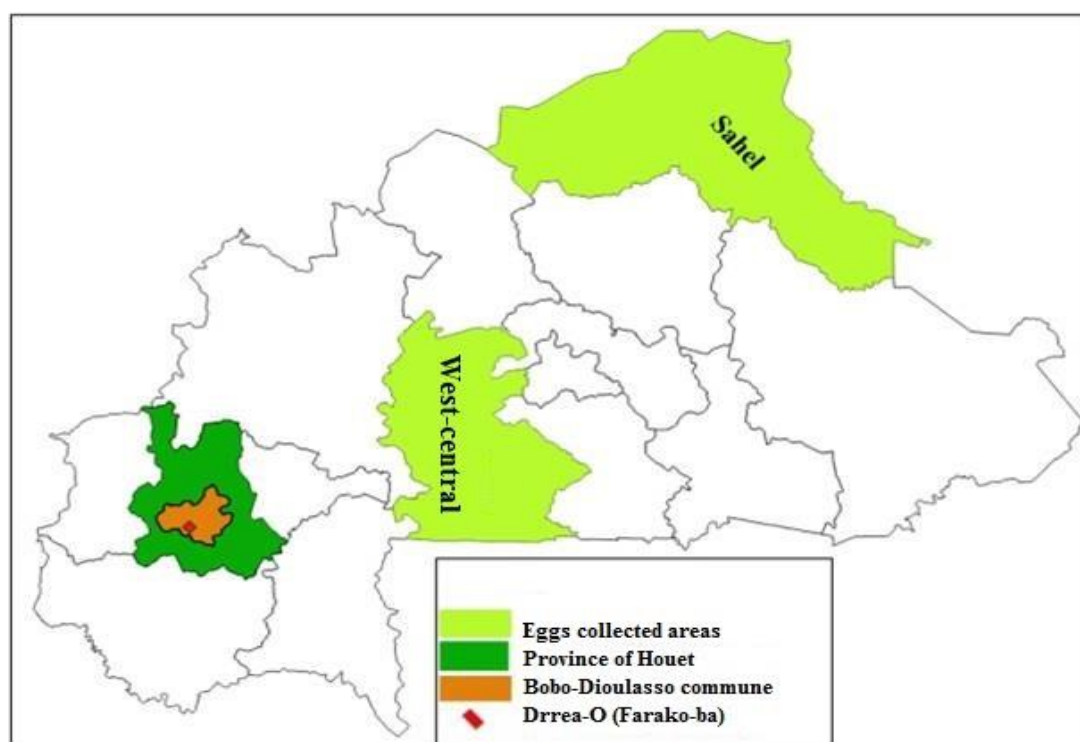 Sahel
West-central
Eggs collected areas
Province of Houet
Bobo-Dioulasso commune
Drrea-O (Farako-ba)